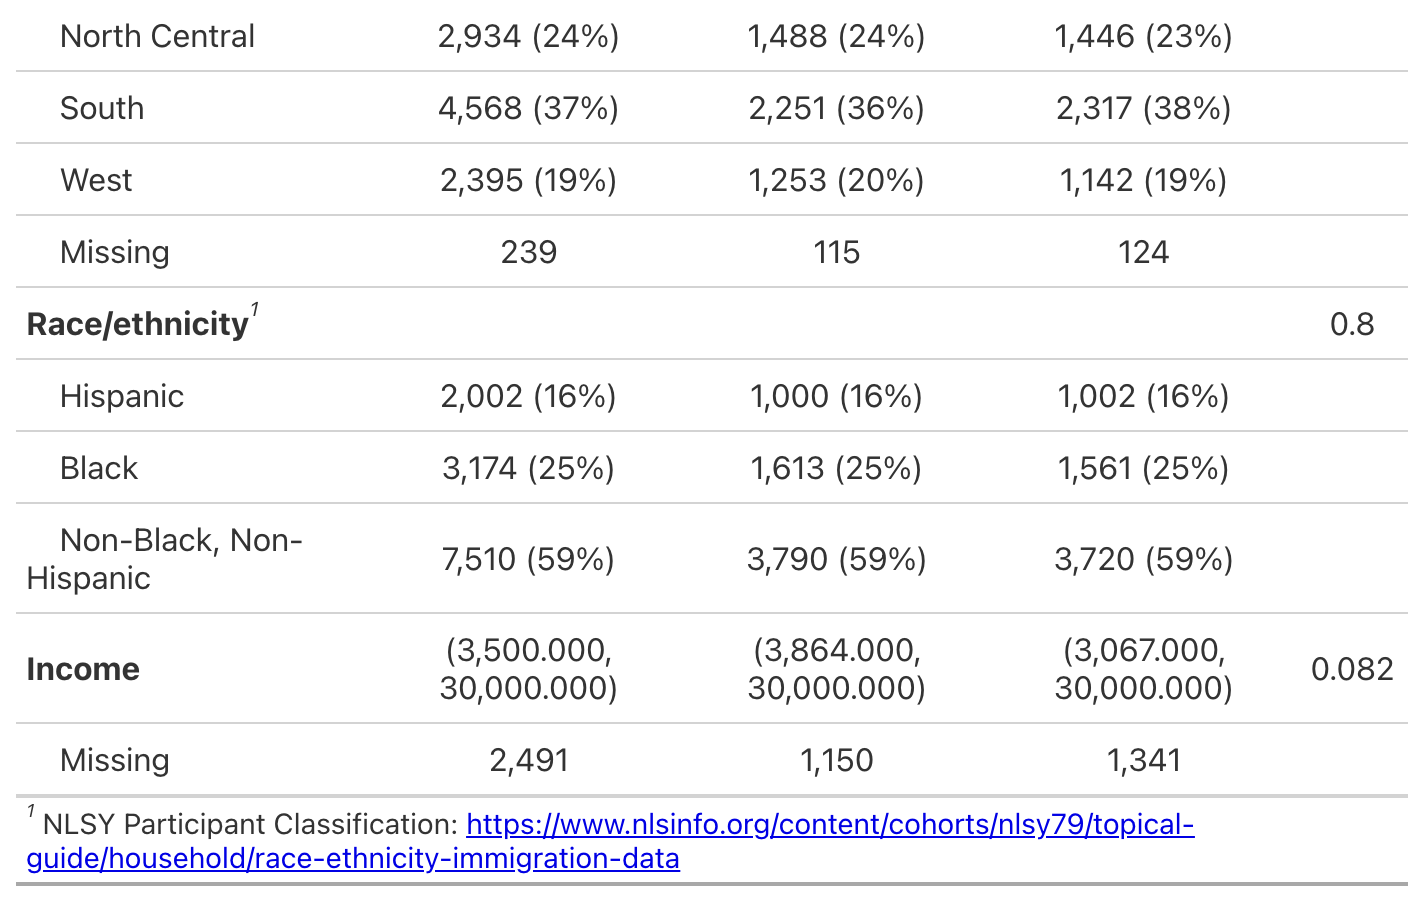 North Central 2,934 (24%) 1,488 (24%) 1,446 (23%)
South 4,568 (37%) 2,251 (36%) 2,317 (38%)
West 2,395 (19%) 1,253 (20%) 1,142 (19%)
Missing 239 115 124
Race/ethnicity1 0.8
Hispanic 2,002 (16%) 1,000 (16%) 1,002 (16%)
Black 3,174 (25%) 1,613 (25%) 1,561 (25%)
Non-Black, Non-
Hispanic 7,510 (59%) 3,790 (59%) 3,720 (59%)
Income (3,500.000, (3,864.000, (3,067.000, 0.082
30,000.000) 30,000.000) 30,000.000)
Missing 2,491 1,150 1,341
1 NLSY Participant Classification: https://www.nlsinfo.org/content/cohorts/nlsy79/topical-
guide/household/race-ethnicity-immigration-data